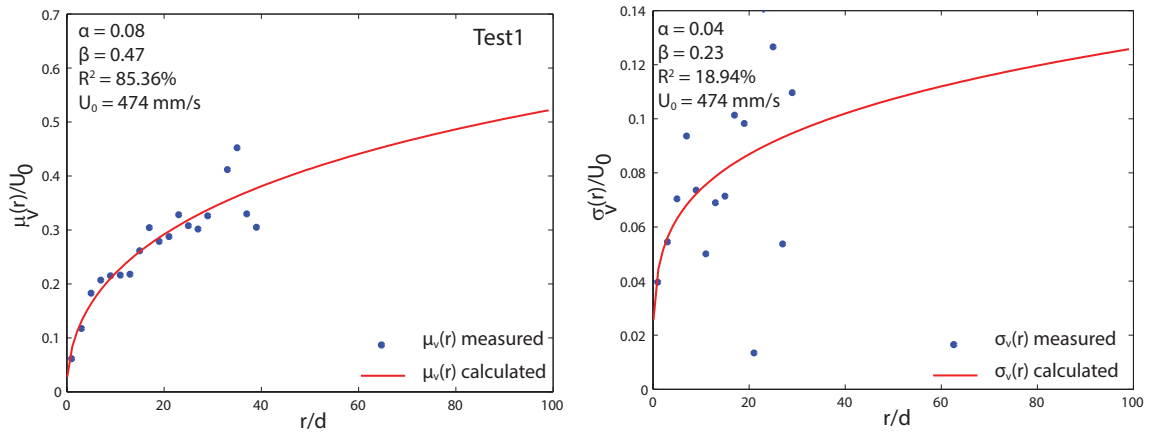 α = 0.08
β = 0.47
R² = 85.36%
U₀ = 474 mm/s
Test1
0.7
0.6
0.5
0.4
0.3
0.2
0.1
0
μᵥ(r)/U₀
0 20 40 60 80 100
r/d
μᵥ(r) measured
μᵥ(r) calculated
α = 0.04
β = 0.23
R² = 18.94%
U₀ = 474 mm/s
0.14
0.12
0.1
0.08
0.06
0.04
0.02
0
σᵥ(r)/U₀
0 20 40 60 80 100
r/d
σᵥ(r) measured
σᵥ(r) calculated